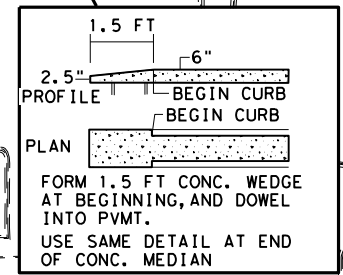 1.5 FT
6"
2.5"
PROFILE
BEGIN CURB
BEGIN CURB
PLAN
FORM 1.5 FT CONC. WEDGE
AT BEGINNING, AND DOWEL
INTO PVMT.
USE SAME DETAIL AT END
OF CONC. MEDIAN